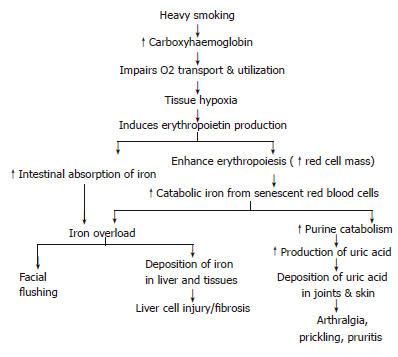 Heavy smoking
↑ Carboxyhaemoglobin
Impairs O2 transport & utilization
Tissue hypoxia
Induces erythropoietin production
Enhance erythropoiesis ( ↑ red cell mass)
↑ Intestinal absorption of iron
↑ Catabolic iron from senescent red blood cells
Iron overload
↑ Purine catabolism
↑ Production of uric acid
Facial
flushing
Deposition of iron
in liver and tissues
Liver cell injury/fibrosis
Deposition of uric acid
in joints & skin
Arthralgia,
prickling, pruritis